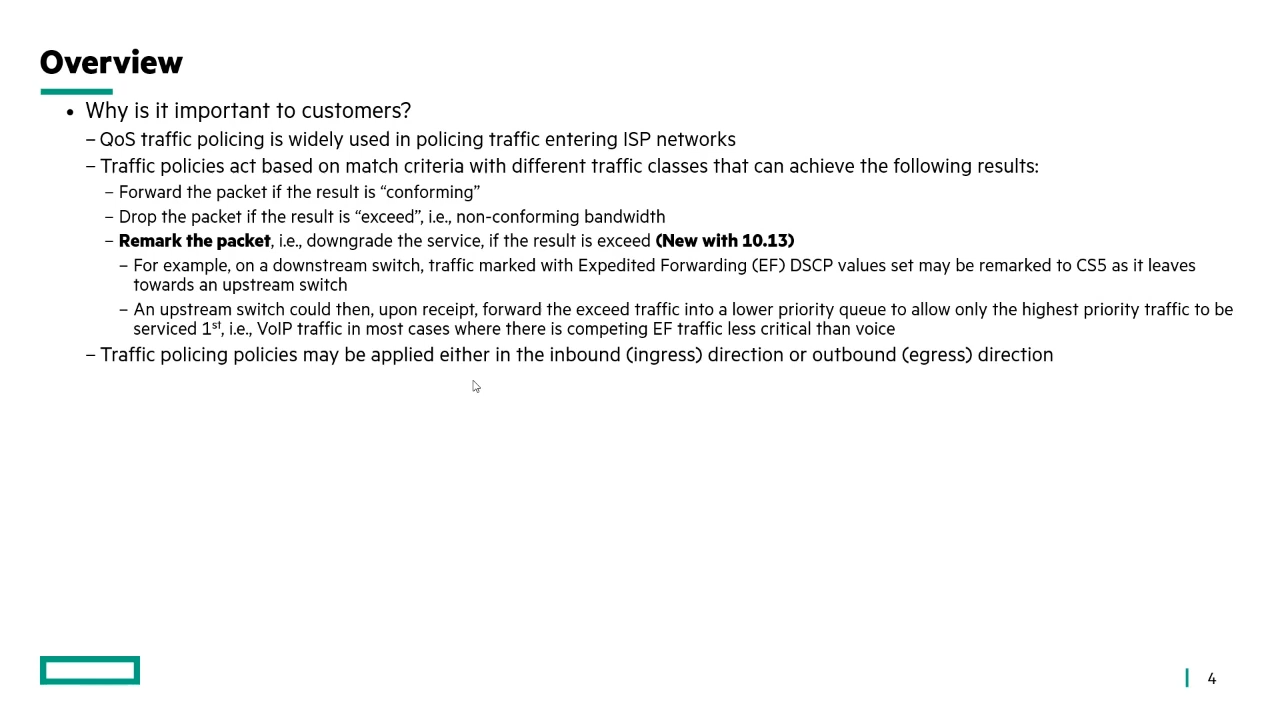 Overview
• Why is it important to customers?
– QoS traffic policing is widely used in policing traffic entering ISP networks
– Traffic policies act based on match criteria with different traffic classes that can achieve the following results:
– Forward the packet if the result is “conforming”
– Drop the packet if the result is “exceed”, i.e., non-conforming bandwidth
– Remark the packet, i.e., downgrade the service, if the result is exceed (New with 10.13)
– For example, on a downstream switch, traffic marked with Expedited Forwarding (EF) DSCP values set may be remarked to CS5 as it leaves
towards an upstream switch
– An upstream switch could then, upon receipt, forward the exceed traffic into a lower priority queue to allow only the highest priority traffic to be
serviced 1st, i.e., VoIP traffic in most cases where there is competing EF traffic less critical than voice
– Traffic policing policies may be applied either in the inbound (ingress) direction or outbound (egress) direction
4